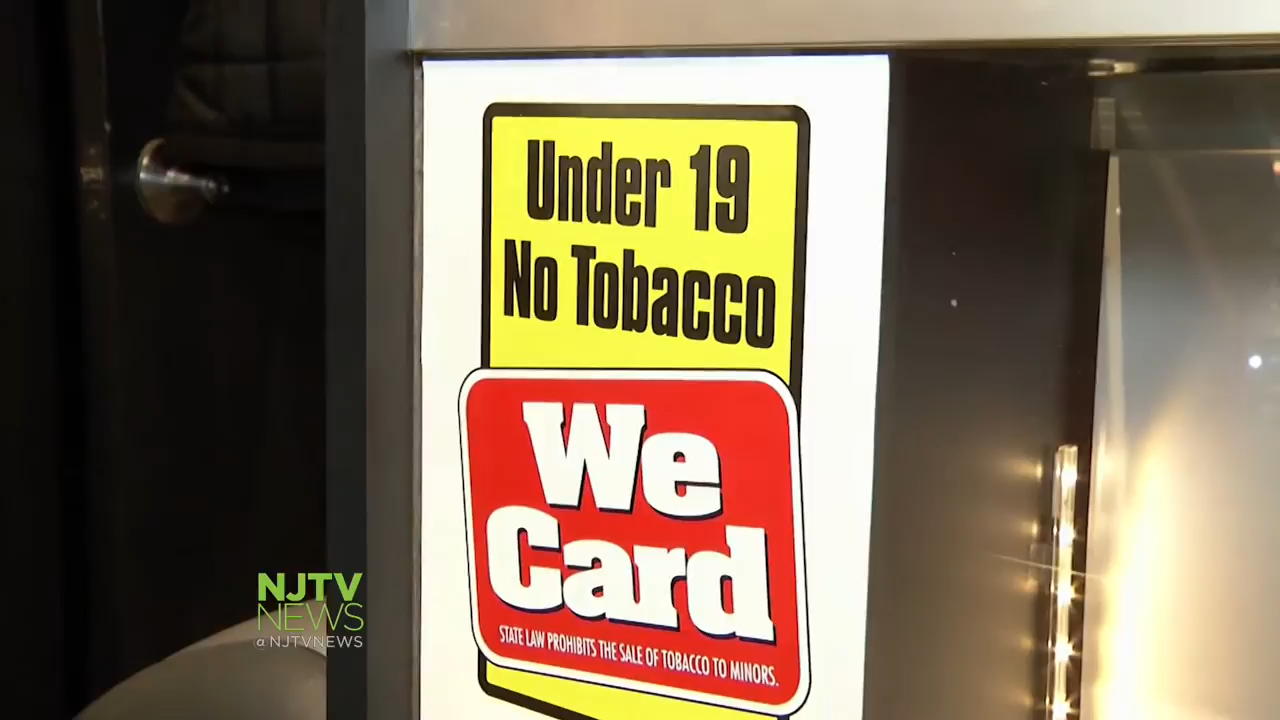 Under 19
No Tobacco
We
Card
STATE LAW PROHIBITS THE SALE OF TOBACCO TO MINORS.
NJTV
NEWS
@NJTVNEWS